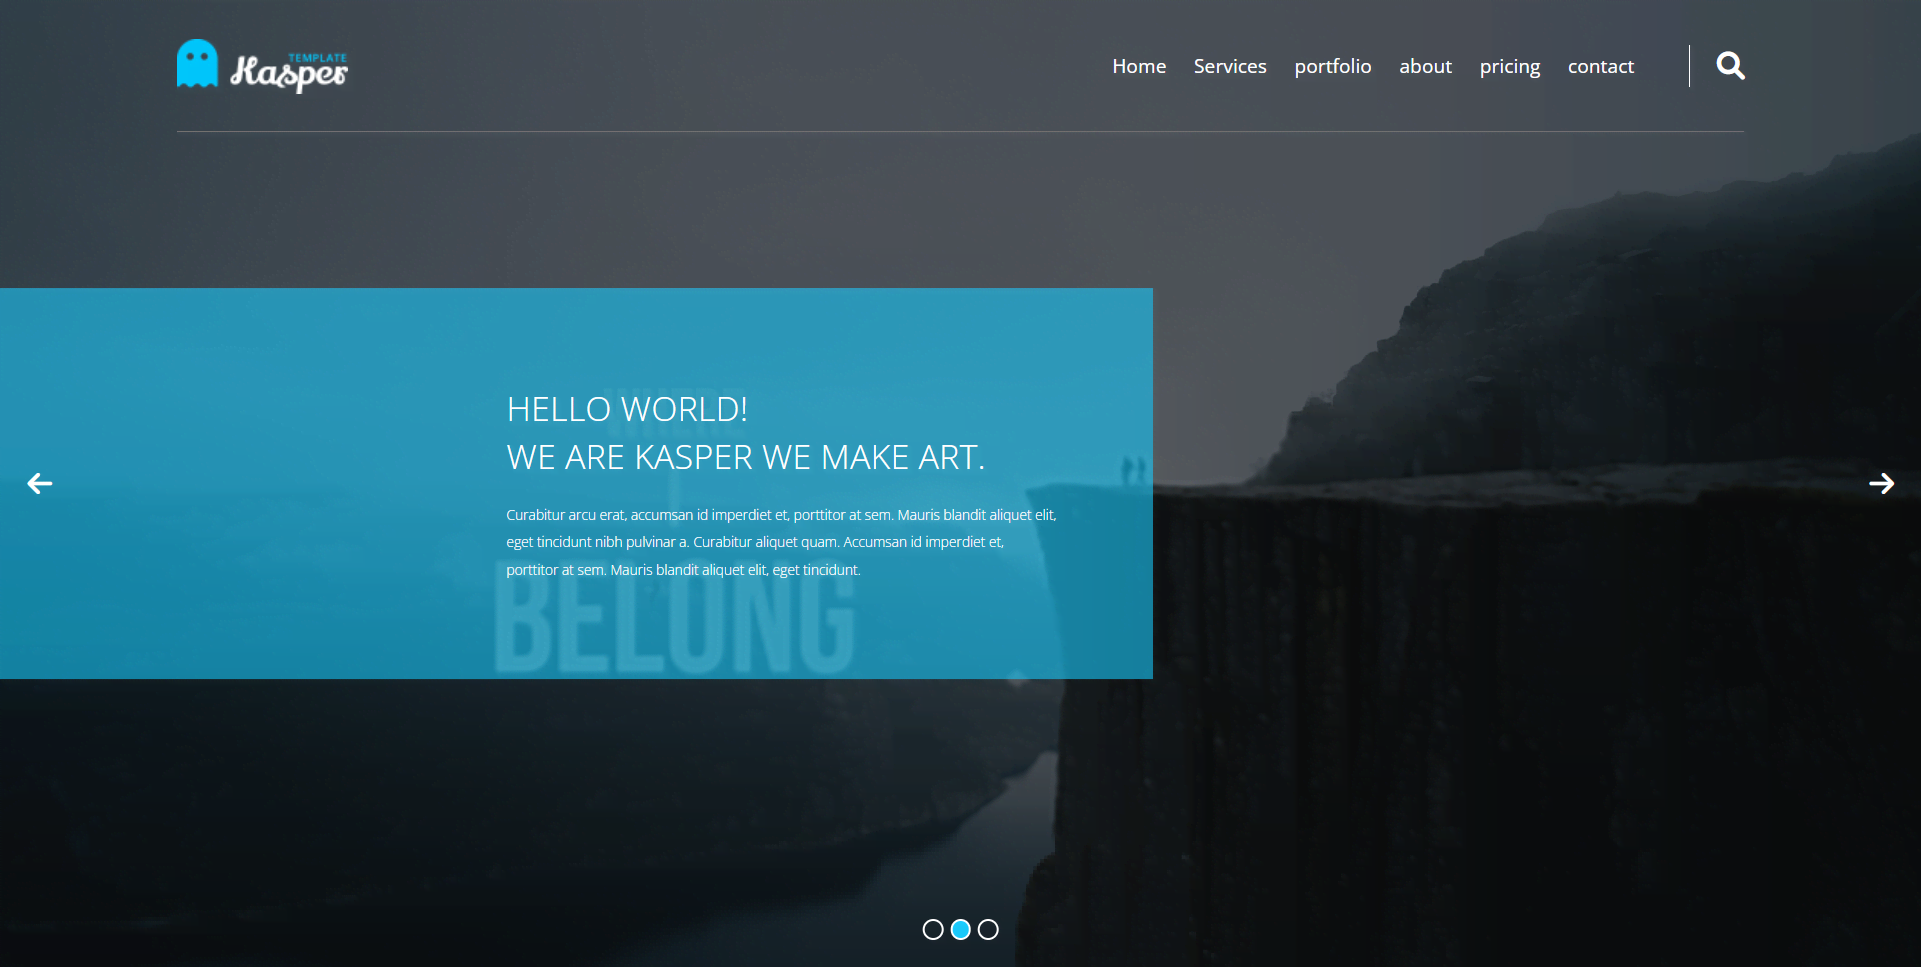 TEMPLATE
Kasper
Home Services portfolio about pricing contact
WHERE
HELLO WORLD!
WE ARE KASPER WE MAKE ART.
Curabitur arcu erat, accumsan id imperdiet et, porttitor at sem. Mauris blandit aliquet elit,
eget tincidunt nibh pulvinar a. Curabitur aliquet quam. Accumsan id imperdiet et,
porttitor at sem. Mauris blandit aliquet elit, eget tincidunt.
BELONG